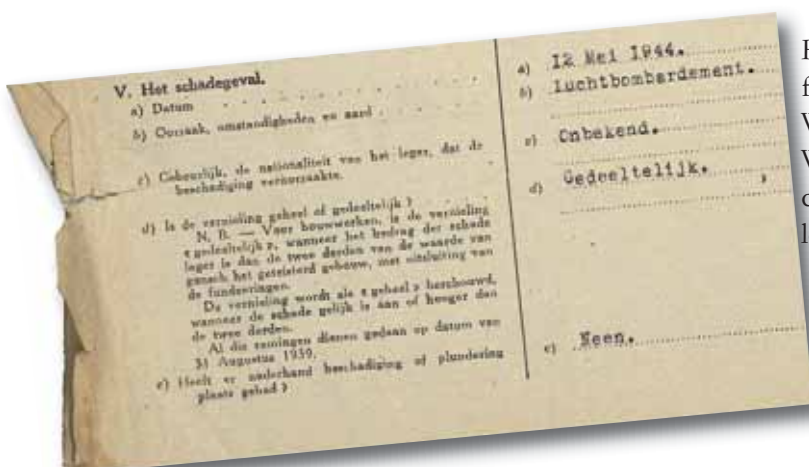 V. Het schadegeval.
a) Datum
b) Oorzaak, omstandigheden en aard
c) Gebeurlijk, de nationaliteit van het leger, dat de
beschadiging veroorzaakte.
d) Is de vernieling geheel of gedeeltelijk ?
N. B. — Voor bouwwerken, is de vernieling
« gedeeltelijk », wanneer het bedrag der schade
lager is dan de twee derden van de waarde van
gansch het geteisterd gebouw, met uitsluiting van
de fundeeringen.
De vernieling wordt als « geheel » beschouwd,
wanneer de schade gelijk is aan of hooger dan
de twee derden.
Al die ramingen dienen gedaan op datum van
31 Augustus 1939.
e) Heeft er naderhand beschadiging of plundering
plaats gehad ?
a) 12 Mei 1944.
b) luchtbombardement.
c) Onbekend.
d) Gedeeltelijk.
e) Neen.